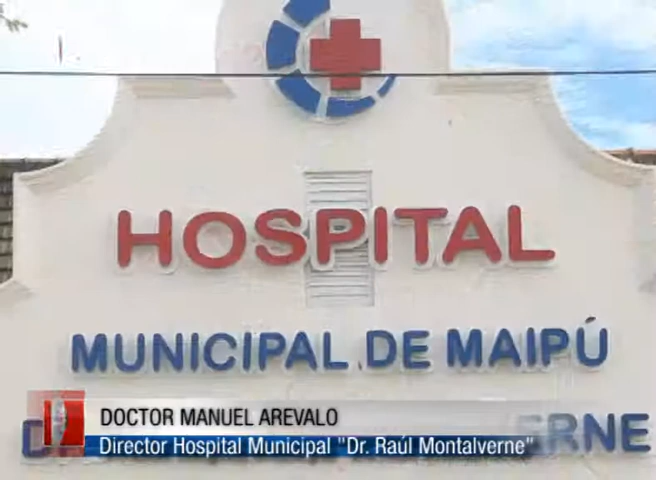 HOSPITAL
MUNICIPAL DE MAIPÚ
DOCTOR MANUEL AREVALO
Director Hospital Municipal "Dr. Raúl Montalverne"